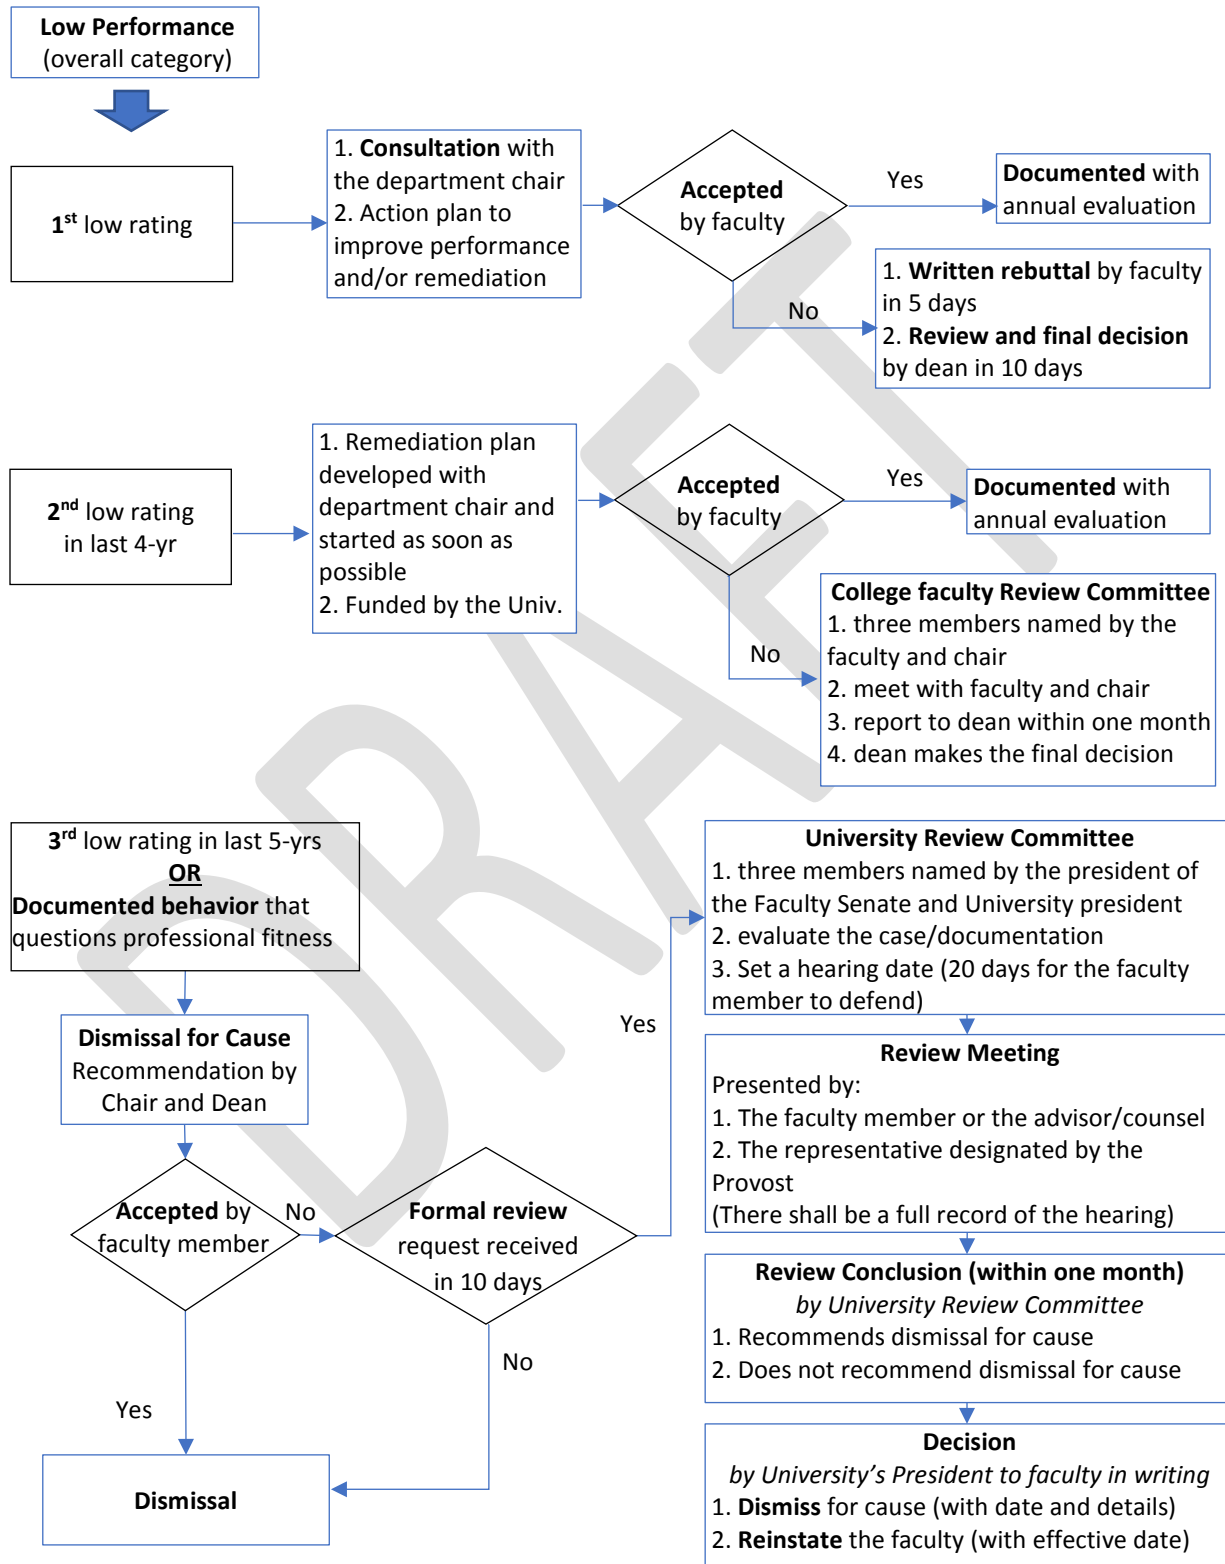 Low Performance
(overall category)
1st low rating
1. Consultation with
the department chair
2. Action plan to
improve performance
and/or remediation
Accepted
by faculty
Yes
Documented with
annual evaluation
No
1. Written rebuttal by faculty
in 5 days
2. Review and final decision
by dean in 10 days
2nd low rating
in last 4-yr
1. Remediation plan
developed with
department chair and
started as soon as
possible
2. Funded by the Univ.
Accepted
by faculty
Yes
Documented with
annual evaluation
No
College faculty Review Committee
1. three members named by the
faculty and chair
2. meet with faculty and chair
3. report to dean within one month
4. dean makes the final decision
3rd low rating in last 5-yrs
OR
Documented behavior that
questions professional fitness
Dismissal for Cause
Recommendation by
Chair and Dean
Accepted by
faculty member
No
Formal review
request received
in 10 days
Yes
No
Yes
Dismissal
University Review Committee
1. three members named by the president of
the Faculty Senate and University president
2. evaluate the case/documentation
3. Set a hearing date (20 days for the faculty
member to defend)
Review Meeting
Presented by:
1. The faculty member or the advisor/counsel
2. The representative designated by the
Provost
(There shall be a full record of the hearing)
Review Conclusion (within one month)
by University Review Committee
1. Recommends dismissal for cause
2. Does not recommend dismissal for cause
Decision
by University’s President to faculty in writing
1. Dismiss for cause (with date and details)
2. Reinstate the faculty (with effective date)
DRAFT